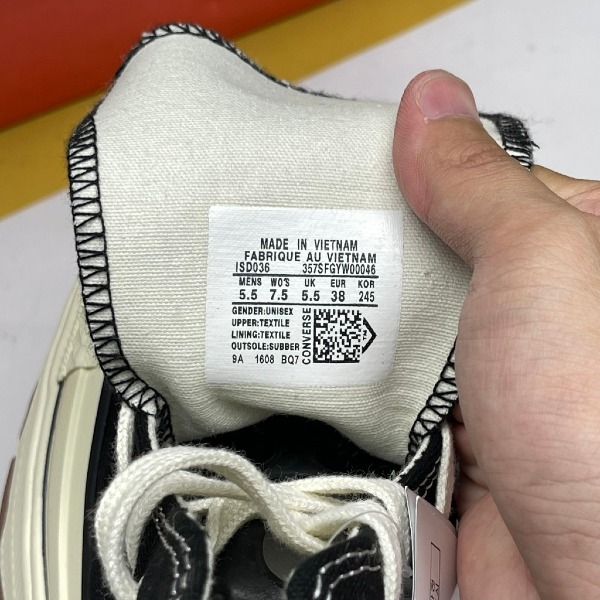 MADE IN VIETNAM
FABRIQUE AU VIETNAM
ISD036 357SFGYW00046
MENS WO'S UK EUR KOR
5.5 7.5 5.5 38 245
GENDER:UNISEX
UPPER:TEXTILE
LINING:TEXTILE
OUTSOLE:SUBBER
9A 1608 BQ7
CONVERSE